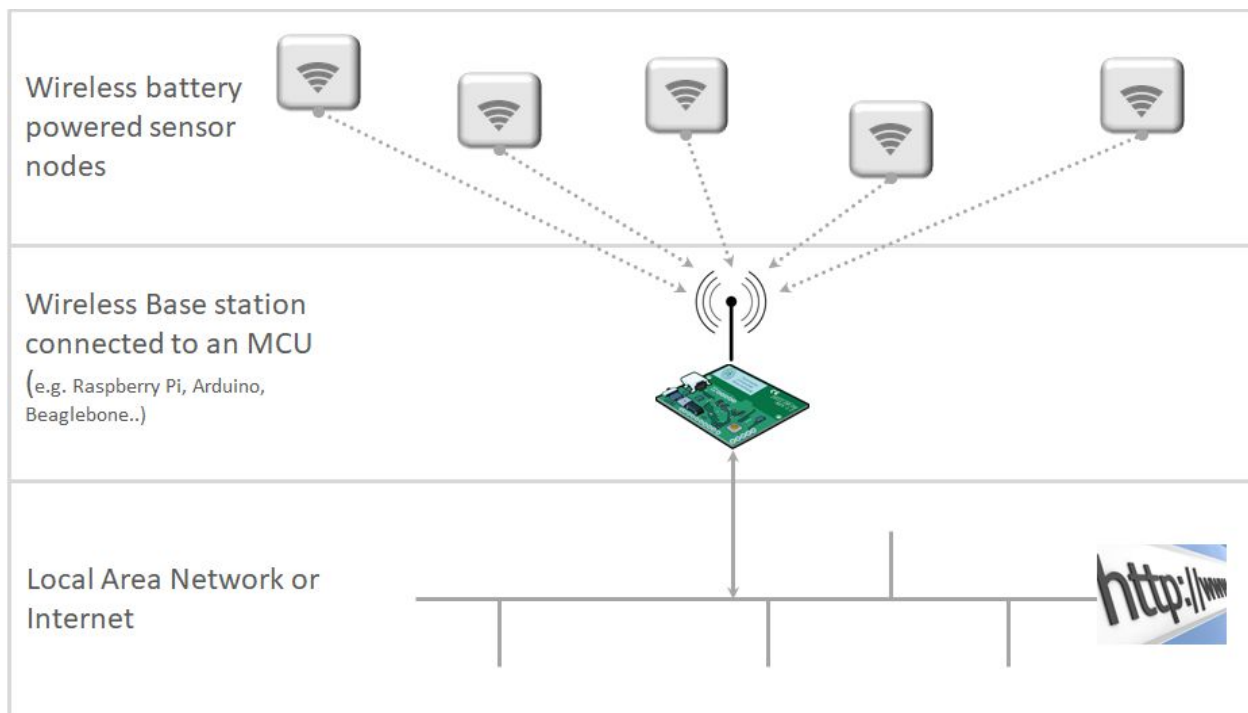 Wireless battery
powered sensor
nodes
Wireless Base station
connected to an MCU
(e.g. Raspberry Pi, Arduino,
Beaglebone..)
Local Area Network or
Internet
http://www